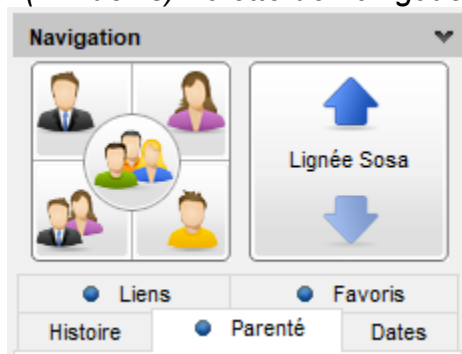 Navigation
Lignée Sosa
Liens
Favoris
Histoire
Parenté
Dates